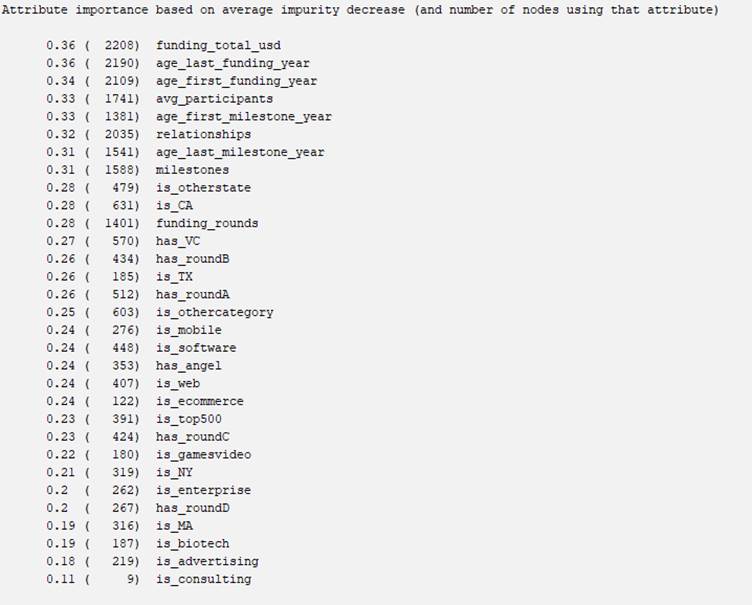 Attribute importance based on average impurity decrease (and number of nodes using that attribute)
0.36 ( 2208) funding_total_usd
0.36 ( 2190) age_last_funding_year
0.34 ( 2109) age_first_funding_year
0.33 ( 1741) avg_participants
0.33 ( 1381) age_first_milestone_year
0.32 ( 2035) relationships
0.31 ( 1541) age_last_milestone_year
0.31 ( 1588) milestones
0.28 ( 479) is_otherstate
0.28 ( 631) is_CA
0.28 ( 1401) funding_rounds
0.27 ( 570) has_VC
0.26 ( 434) has_roundB
0.26 ( 185) is_TX
0.26 ( 512) has_roundA
0.25 ( 603) is_othercategory
0.24 ( 276) is_mobile
0.24 ( 448) is_software
0.24 ( 353) has_angel
0.24 ( 407) is_web
0.24 ( 122) is_ecommerce
0.23 ( 391) is_top500
0.23 ( 424) has_roundC
0.22 ( 180) is_gamesvideo
0.21 ( 319) is_NY
0.2 ( 262) is_enterprise
0.2 ( 267) has_roundD
0.19 ( 316) is_MA
0.19 ( 187) is_biotech
0.18 ( 219) is_advertising
0.11 ( 9) is_consulting